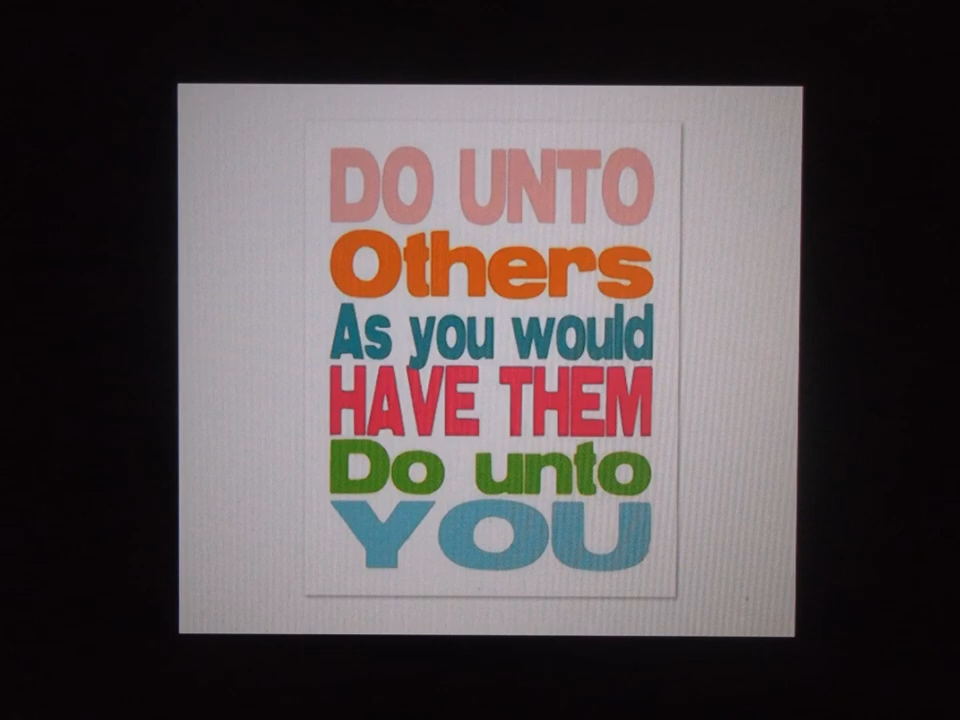 DO UNTO
Others
As you would
HAVE THEM
Do unto
YOU